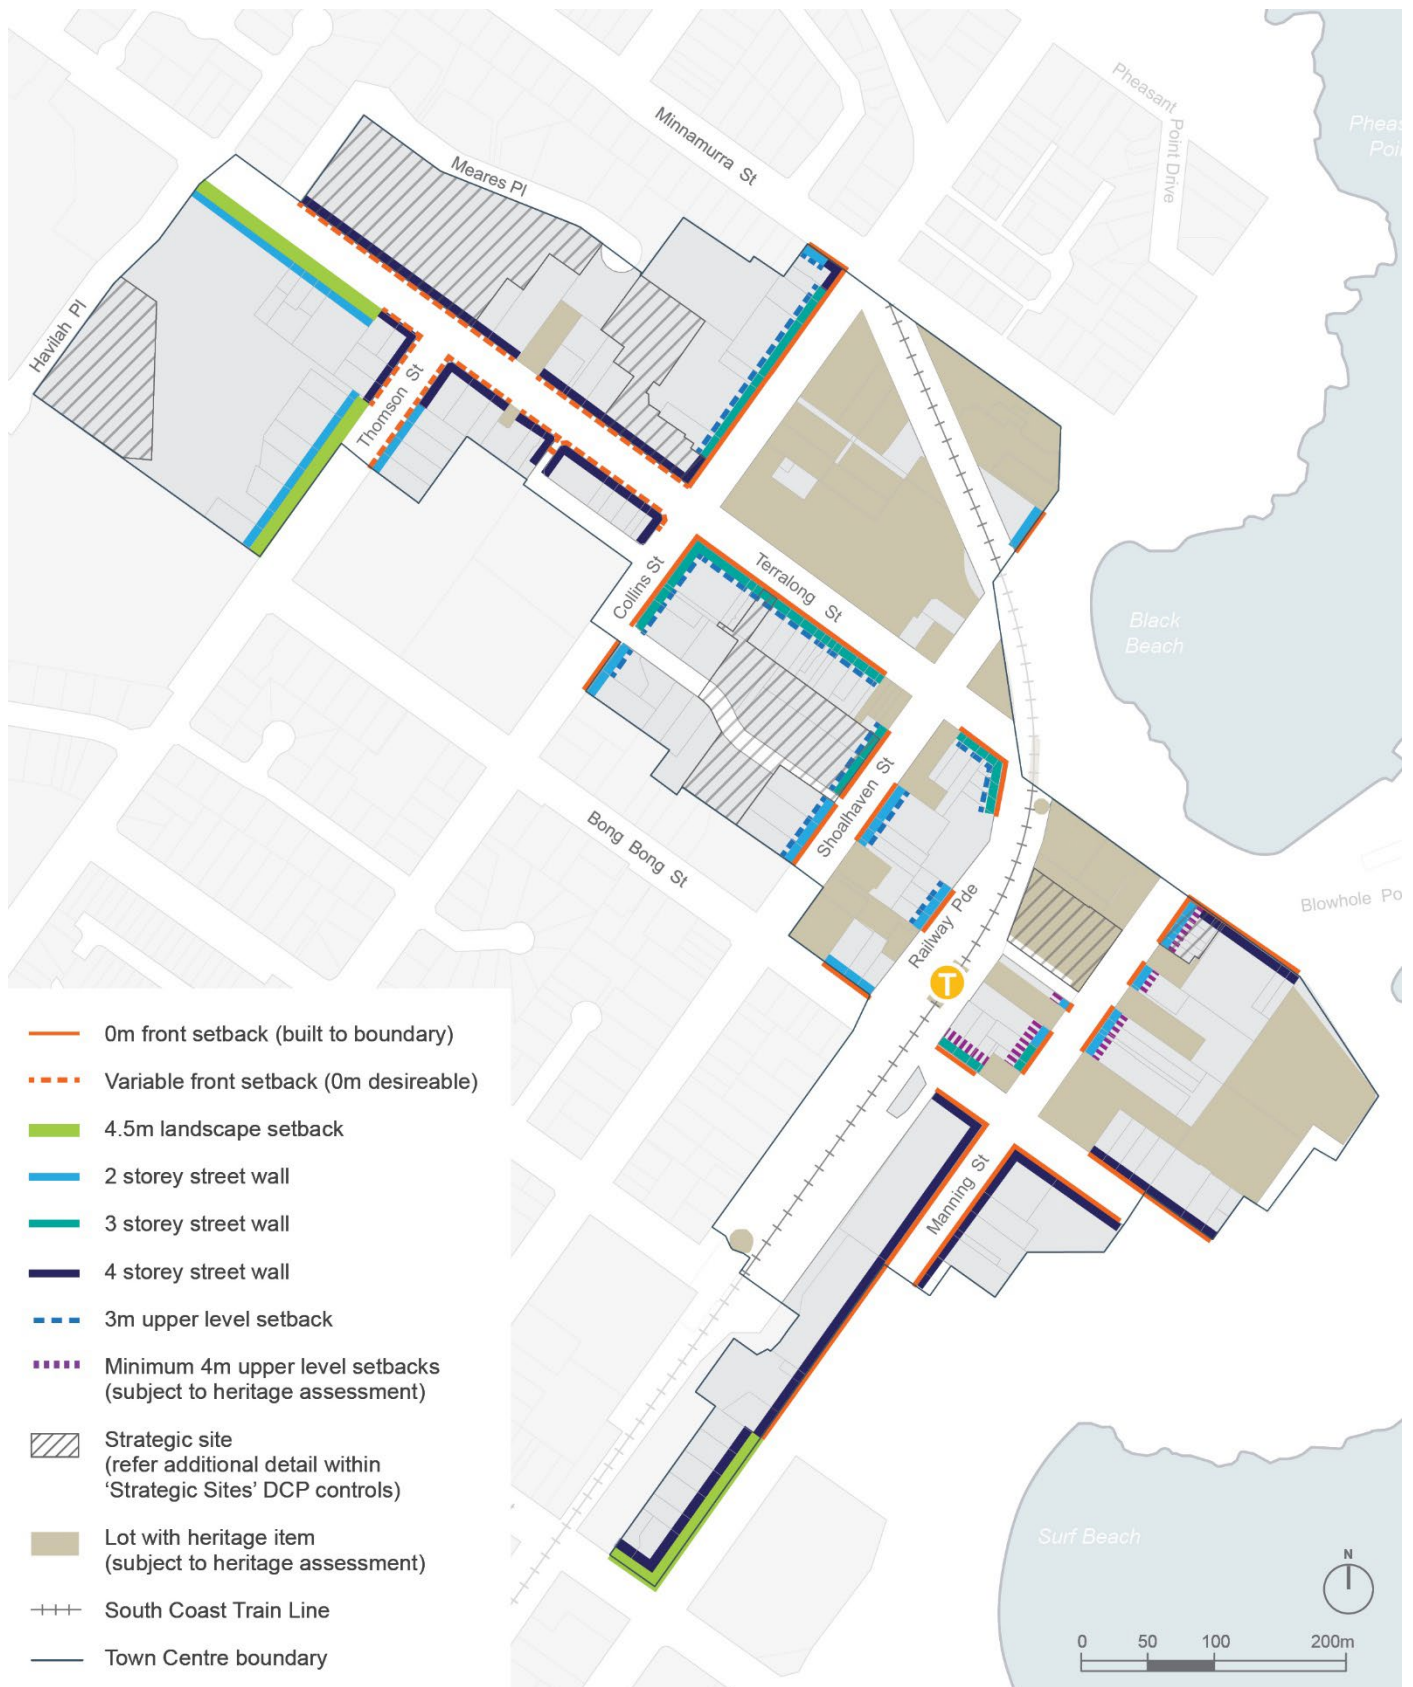 Pheasant
Point Drive
Pheas
Poi
Minnamurra St
Meares Pl
Havilah Pl
Thomson St
Collins St
Terralong St
Black
Beach
Shoalhaven St
Bong Bong St
Railway Pde
Blowhole Po
T
Manning St
Surf Beach
0m front setback (built to boundary)
Variable front setback (0m desireable)
4.5m landscape setback
2 storey street wall
3 storey street wall
4 storey street wall
3m upper level setback
Minimum 4m upper level setbacks
(subject to heritage assessment)
Strategic site
(refer additional detail within
‘Strategic Sites’ DCP controls)
Lot with heritage item
(subject to heritage assessment)
South Coast Train Line
Town Centre boundary
N
0 50 100 200m